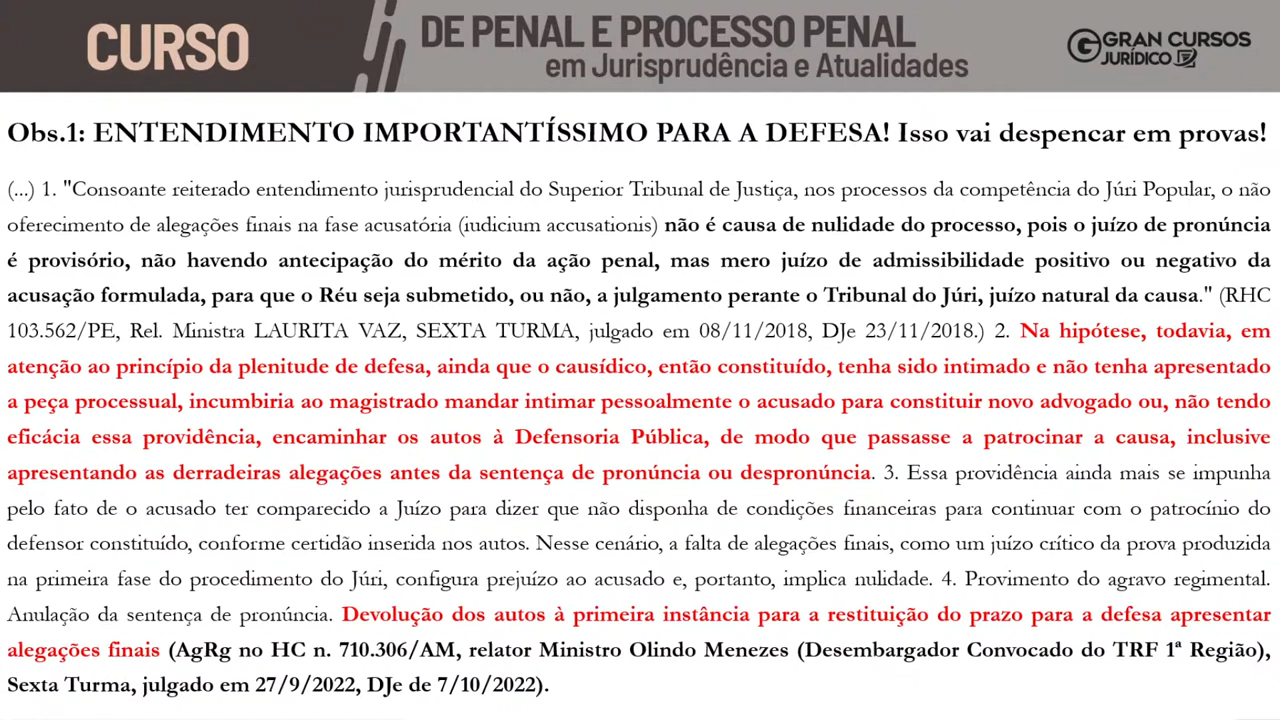 CURSO
DE PENAL E PROCESSO PENAL
em Jurisprudência e Atualidades
GRAN CURSOS
JURÍDICO
Obs.1: ENTENDIMENTO IMPORTANTÍSSIMO PARA A DEFESA! Isso vai despencar em provas!
(...) 1. "Consoante reiterado entendimento jurisprudencial do Superior Tribunal de Justiça, nos processos da competência do Júri Popular, o não
oferecimento de alegações finais na fase acusatória (iudicium accusationis) não é causa de nulidade do processo, pois o juízo de pronúncia
é provisório, não havendo antecipação do mérito da ação penal, mas mero juízo de admissibilidade positivo ou negativo da
acusação formulada, para que o Réu seja submetido, ou não, a julgamento perante o Tribunal do Júri, juízo natural da causa." (RHC
103.562/PE, Rel. Ministra LAURITA VAZ, SEXTA TURMA, julgado em 08/11/2018, DJe 23/11/2018.) 2. Na hipótese, todavia, em
atenção ao princípio da plenitude de defesa, ainda que o causídico, então constituído, tenha sido intimado e não tenha apresentado
a peça processual, incumbiria ao magistrado mandar intimar pessoalmente o acusado para constituir novo advogado ou, não tendo
eficácia essa providência, encaminhar os autos à Defensoria Pública, de modo que passasse a patrocinar a causa, inclusive
apresentando as derradeiras alegações antes da sentença de pronúncia ou despronúncia. 3. Essa providência ainda mais se impunha
pelo fato de o acusado ter comparecido a Juízo para dizer que não dispunha de condições financeiras para continuar com o patrocínio do
defensor constituído, conforme certidão inserida nos autos. Nesse cenário, a falta de alegações finais, como um juízo crítico da prova produzida
na primeira fase do procedimento do Júri, configura prejuízo ao acusado e, portanto, implica nulidade. 4. Provimento do agravo regimental.
Anulação da sentença de pronúncia. Devolução dos autos à primeira instância para a restituição do prazo para a defesa apresentar
alegações finais (AgRg no HC n. 710.306/AM, relator Ministro Olindo Menezes (Desembargador Convocado do TRF 1ª Região),
Sexta Turma, julgado em 27/9/2022, DJe de 7/10/2022).